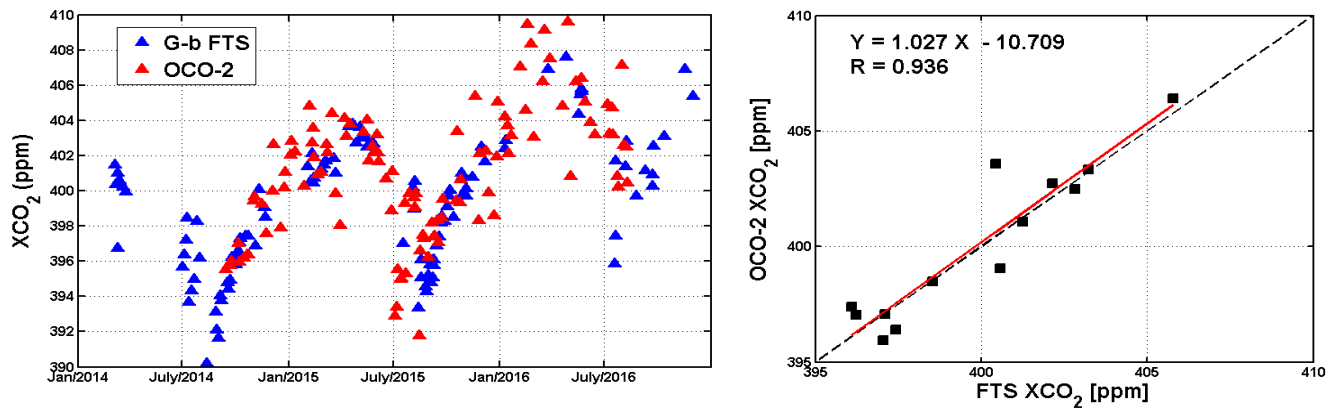 410
408
406
404
402
400
398
396
394
392
390
XCO2 (ppm)
G-b FTS
OCO-2
Jan/2014 July/2014 Jan/2015 July/2015 Jan/2016 July/2016
410
405
400
395
OCO-2 XCO2 [ppm]
Y = 1.027 X - 10.709
R = 0.936
395 400 405 410
FTS XCO2 [ppm]